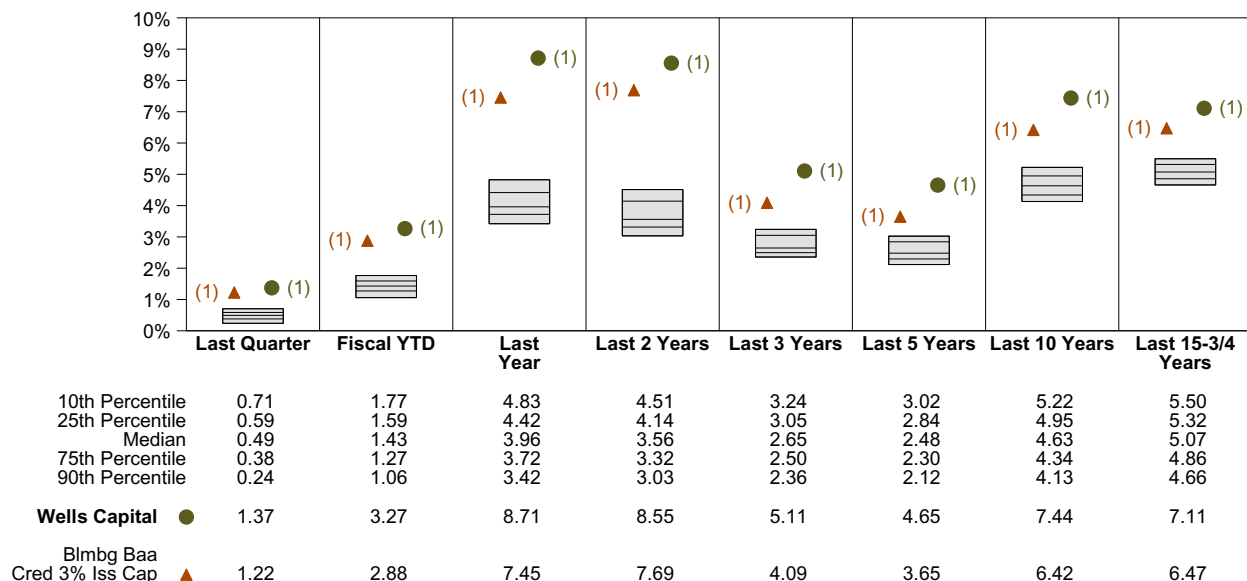 10%
9%
8%
7%
6%
5%
4%
3%
2%
1%
0%
(1) (1)
(1) (1)
(1) (1)
(1) (1)
(1) (1)
(1) (1)
(1) (1)
(1) (1)
Last Quarter Fiscal YTD Last Year Last 2 Years Last 3 Years Last 5 Years Last 10 Years Last 15-3/4 Years
10th Percentile 0.71 1.77 4.83 4.51 3.24 3.02 5.22 5.50
25th Percentile 0.59 1.59 4.42 4.14 3.05 2.84 4.95 5.32
Median 0.49 1.43 3.96 3.56 2.65 2.48 4.63 5.07
75th Percentile 0.38 1.27 3.72 3.32 2.50 2.30 4.34 4.86
90th Percentile 0.24 1.06 3.42 3.03 2.36 2.12 4.13 4.66
Wells Capital 1.37 3.27 8.71 8.55 5.11 4.65 7.44 7.11
Blmbg Baa
Cred 3% Iss Cap 1.22 2.88 7.45 7.69 4.09 3.65 6.42 6.47